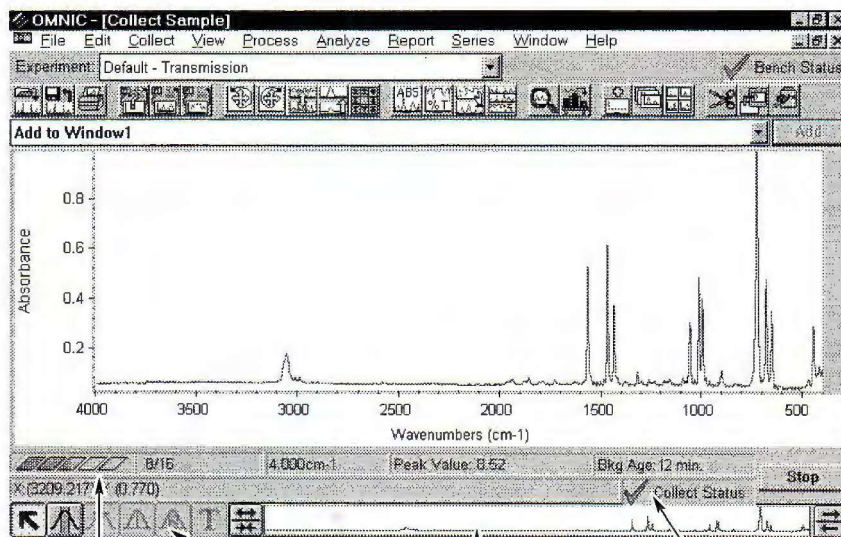 OMNIC - [Collect Sample]
File Edit Collect View Process Analyze Report Series Window Help
Experiment: Default - Transmission Bench Status
ABS %T
Add to Window1 Add
0.8
0.6
0.4
0.2
Absorbance
4000 3500 3000 2500 2000 1500 1000 500
Wavenumbers (cm-1)
8/16 4.000cm-1 Peak Value: 8.52 Bkg Age: 12 min.
Stop
(0.770) Collect Status
T